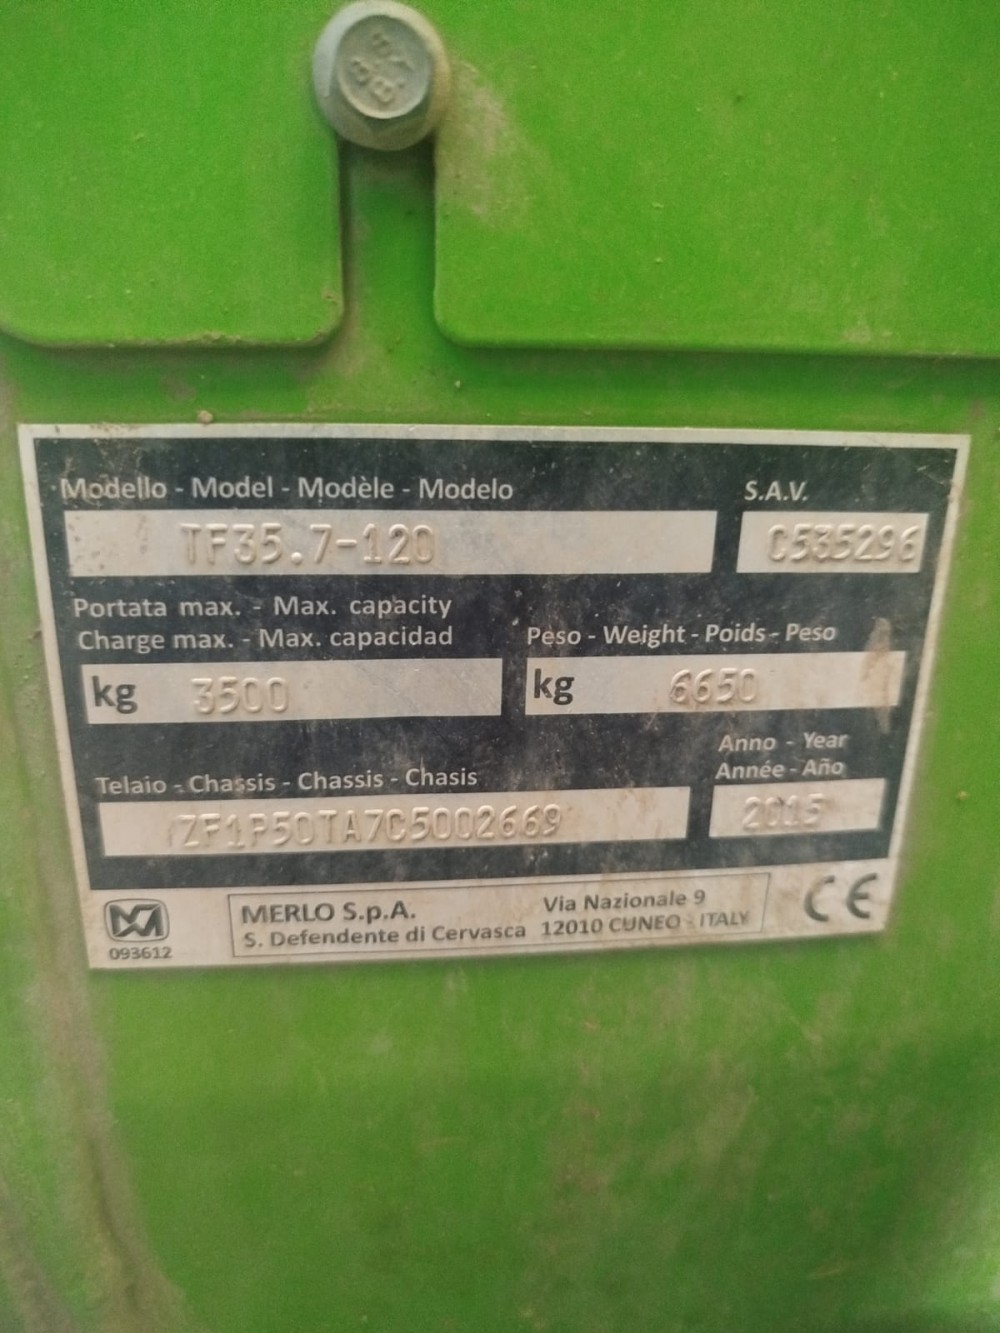 8.8
Modello - Model - Modèle - Modelo S.A.V.
TF35.7-120 C535296
Portata max. - Max. capacity
Charge max. - Max. capacidad Peso - Weight - Poids - Peso
kg 3500 kg 6650
Anno - Year
Telaio - Chassis - Chassis - Chasis Année - Año
ZF1P50TA7C5002669 2015
MERLO S.p.A. Via Nazionale 9
S. Defendente di Cervasca 12010 CUNEO - ITALY
093612
CE